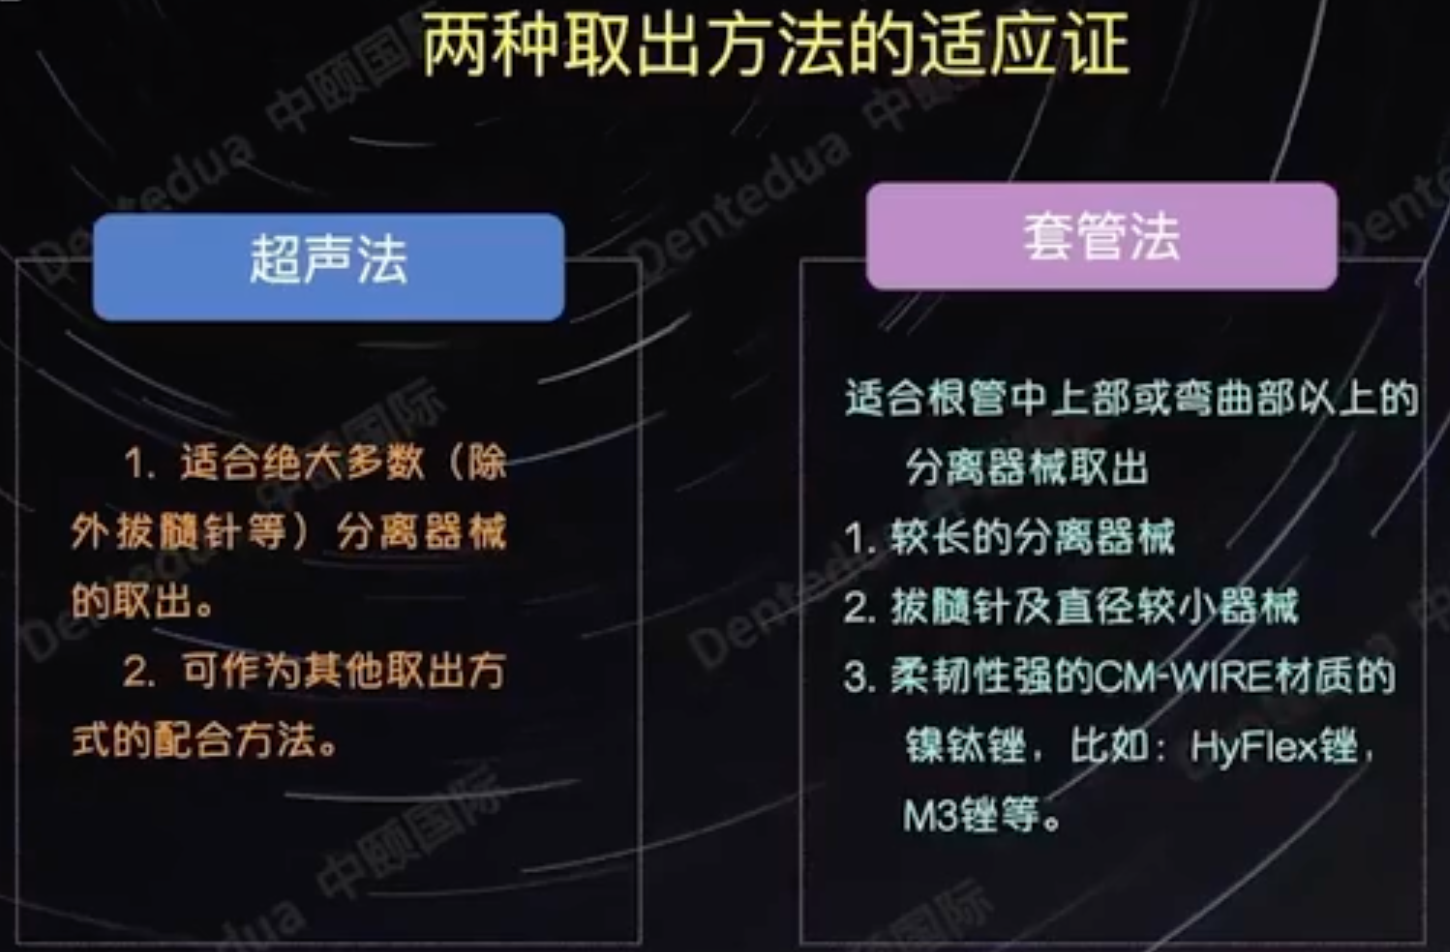 两种取出方法的适应证
超声法
1. 适合绝大多数（除
外拔髓针等）分离器械
的取出。
2. 可作为其他取出方
式的配合方法。
套管法
适合根管中上部或弯曲部以上的
分离器械取出
1. 较长的分离器械
2. 拔髓针及直径较小器械
3. 柔韧性强的CM-WIRE材质的
镍钛锉，比如：HyFlex锉，
M3锉等。
Dentedua 中颐国际